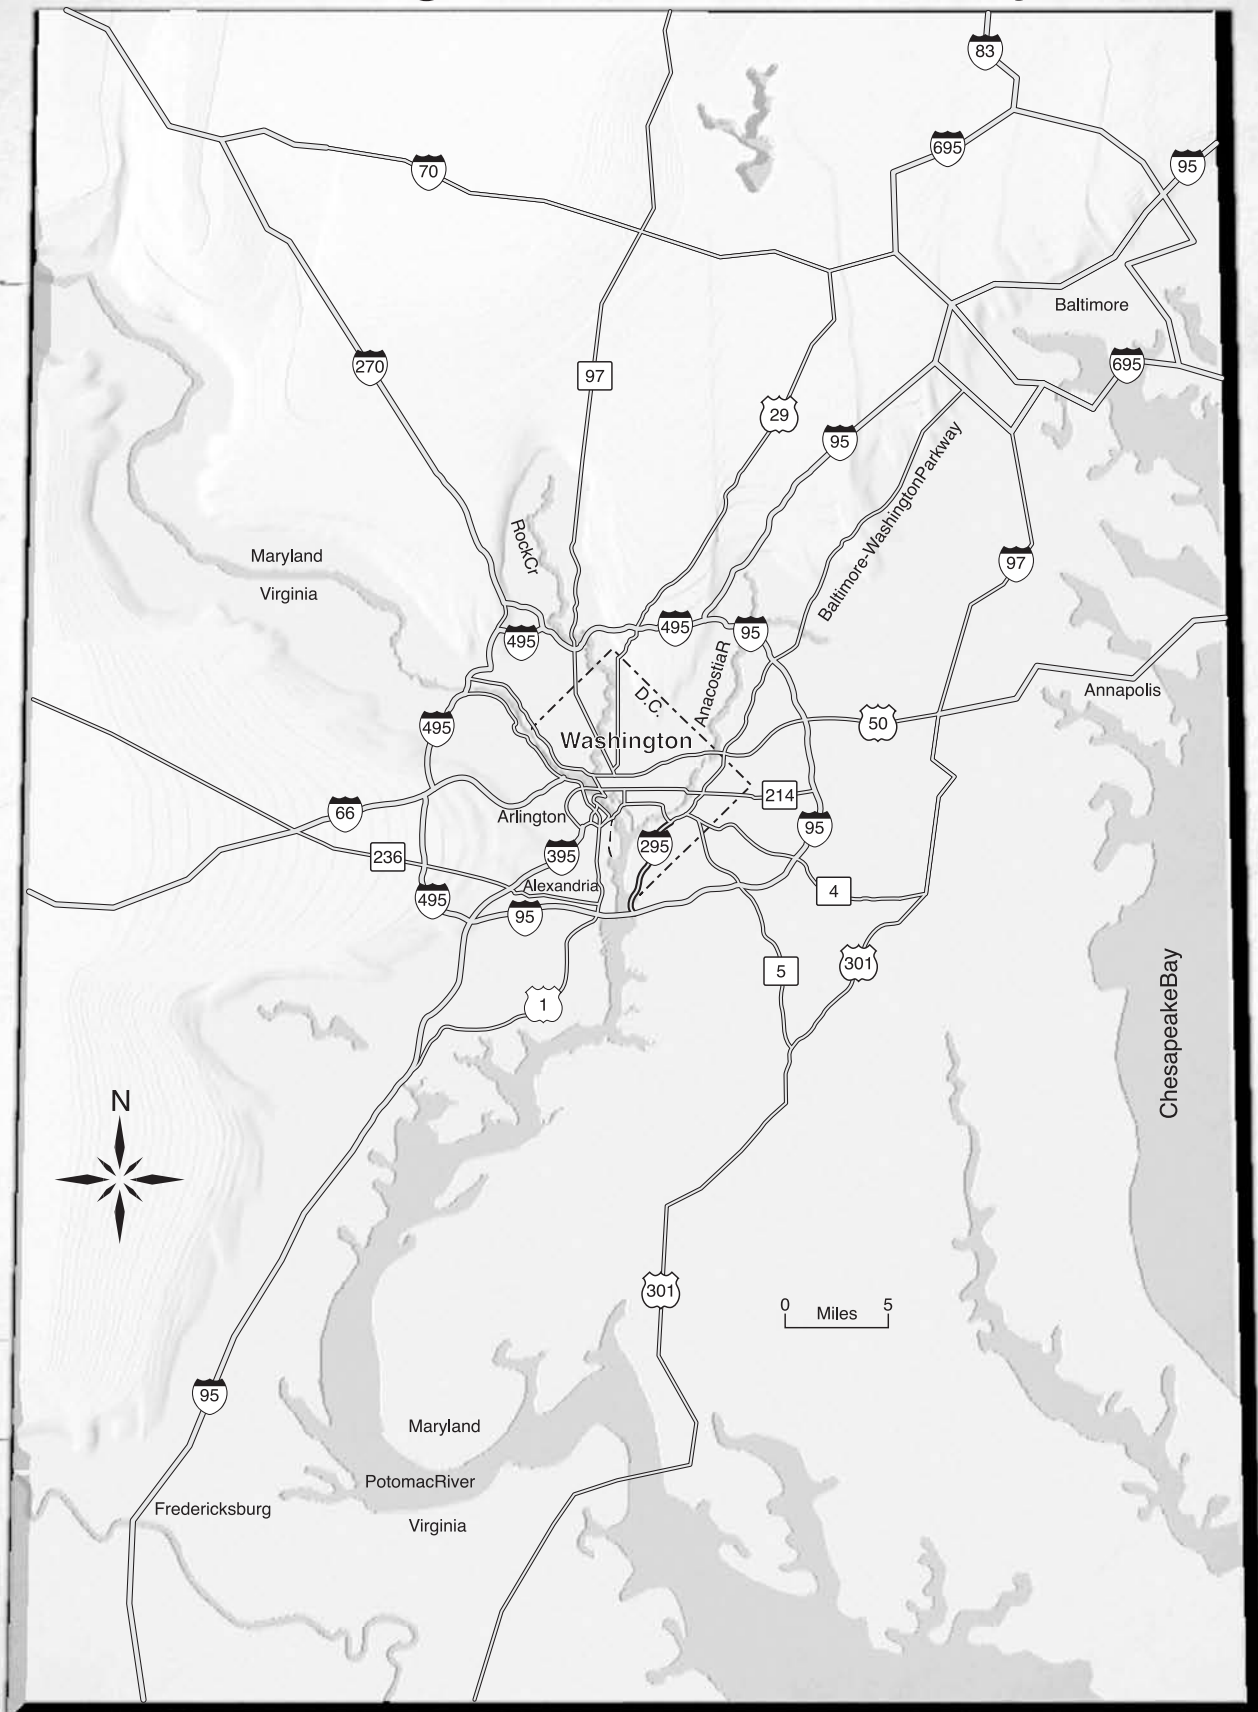 83
695
95
70
Baltimore
270
695
97
29
95
Baltimore-WashingtonParkway
RockCr
Maryland
Virginia
97
495
495
95
AnacostiaR
D.C.
Annapolis
495
50
Washington
214
66
Arlington
95
295
395
236
Alexandria
4
495
95
301
5
1
ChesapeakeBay
N
301
0 5
Miles
95
Maryland
PotomacRiver
Fredericksburg
Virginia